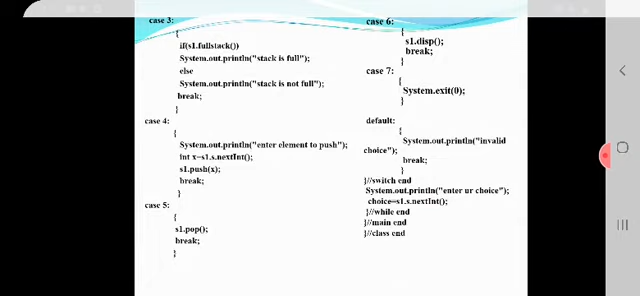 case 3:
{
if(s1.fullstack())
System.out.println("stack is full");
else
System.out.println("stack is not full");
break;
}
case 4:
{
System.out.println("enter element to push");
int x=s1.s.nextInt();
s1.push(x);
break;
}
case 5:
{
s1.pop();
break;
}
case 6:
{
s1.disp();
break;
}
case 7:
{
System.exit(0);
}
default:
{
System.out.println("invalid
choice");
break;
}
}//switch end
System.out.println("enter ur choice");
choice=s1.s.nextInt();
}//while end
}//main end
}//class end